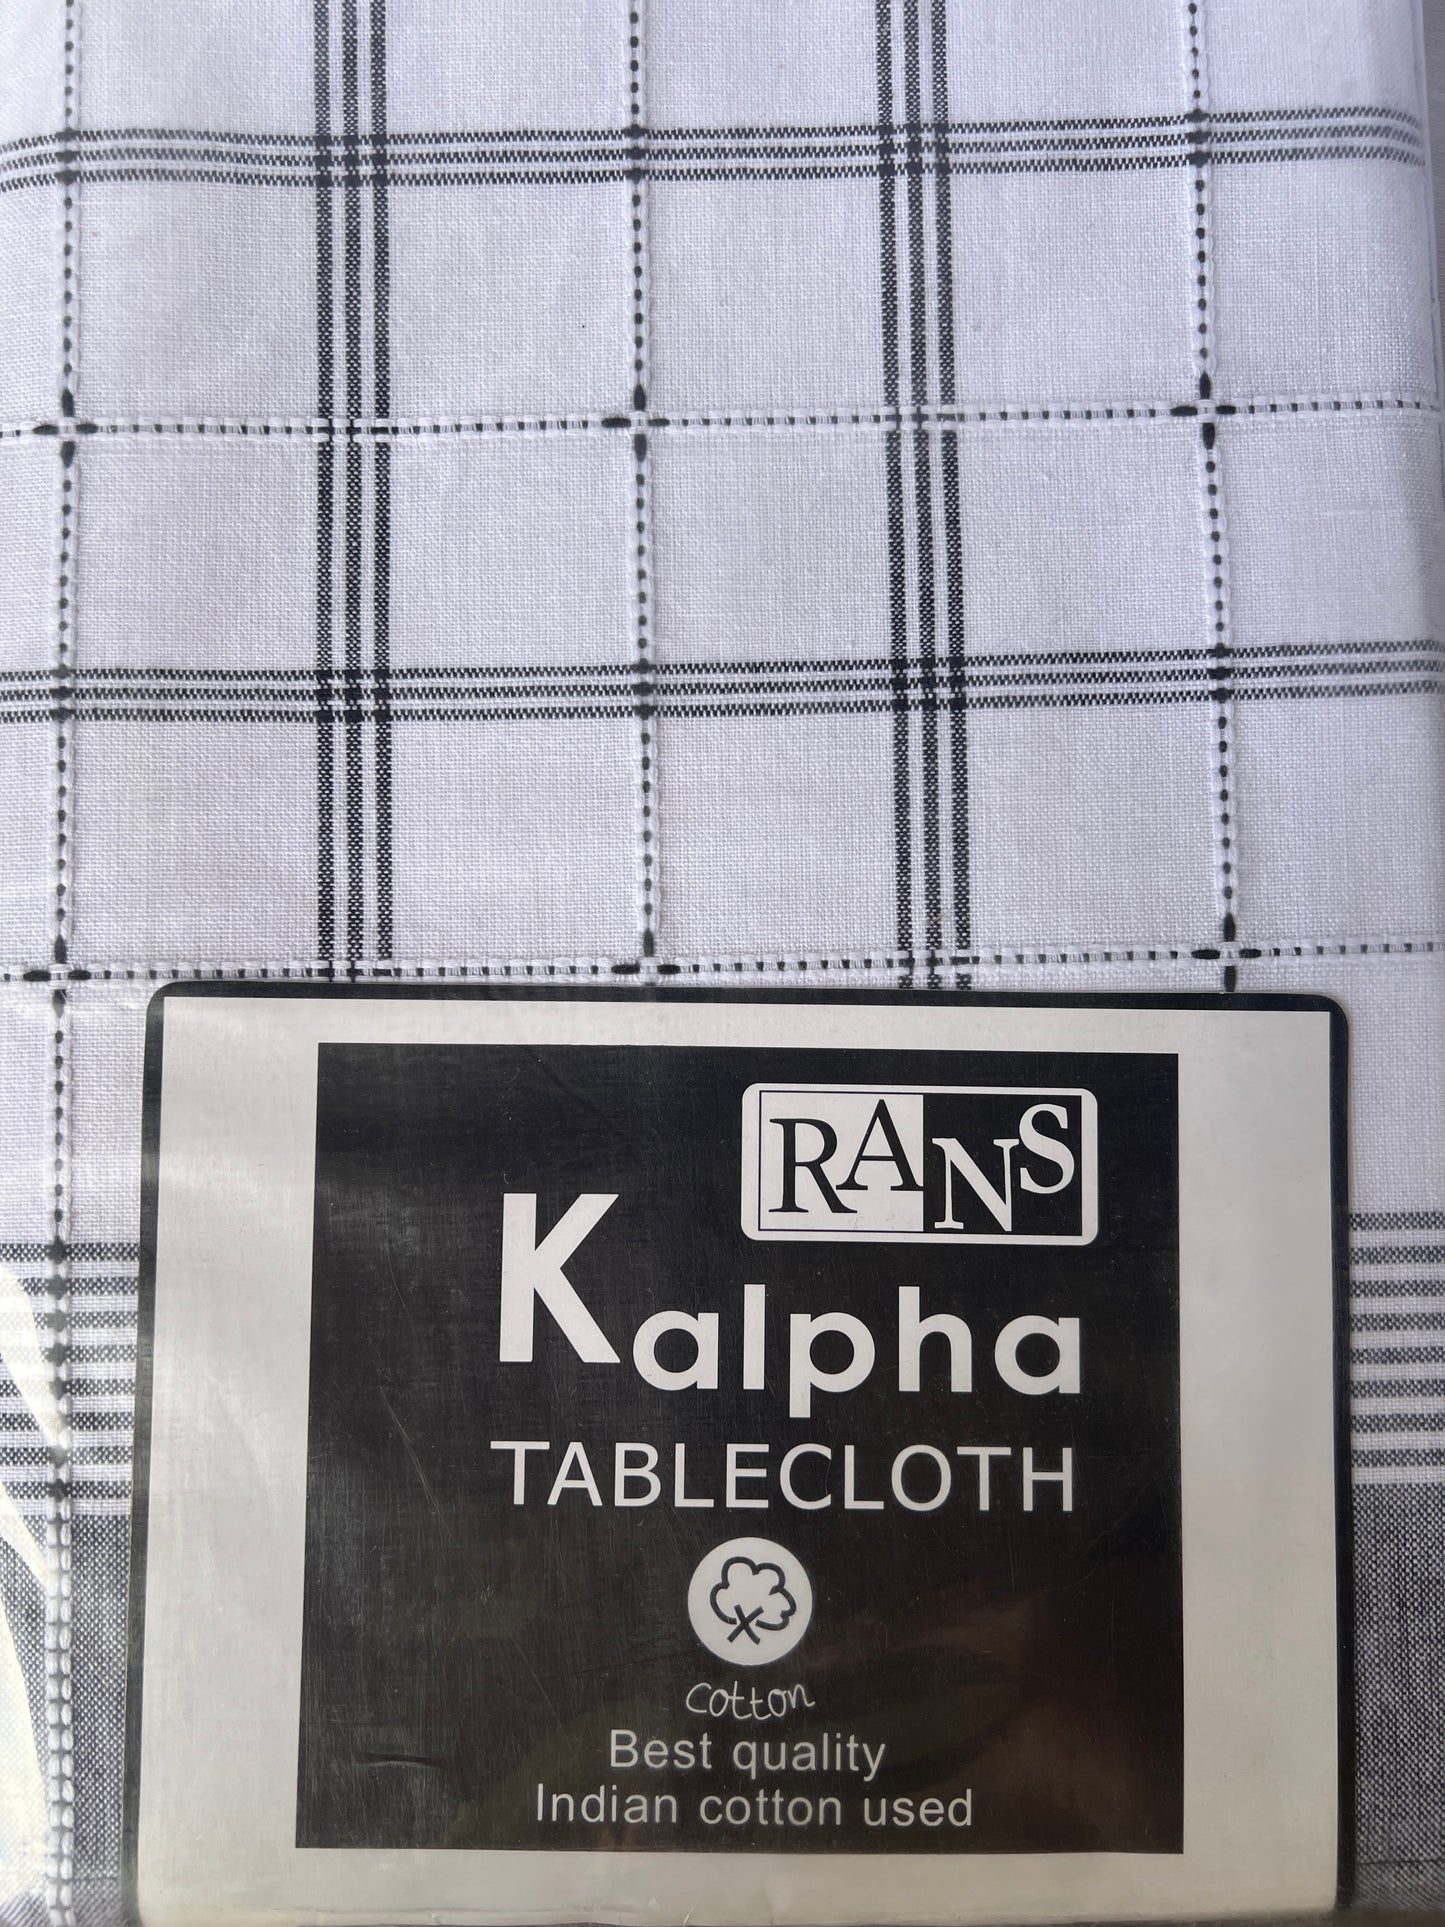 RANS
Kalpha
TABLECLOTH
cotton
Best quality
Indian cotton used